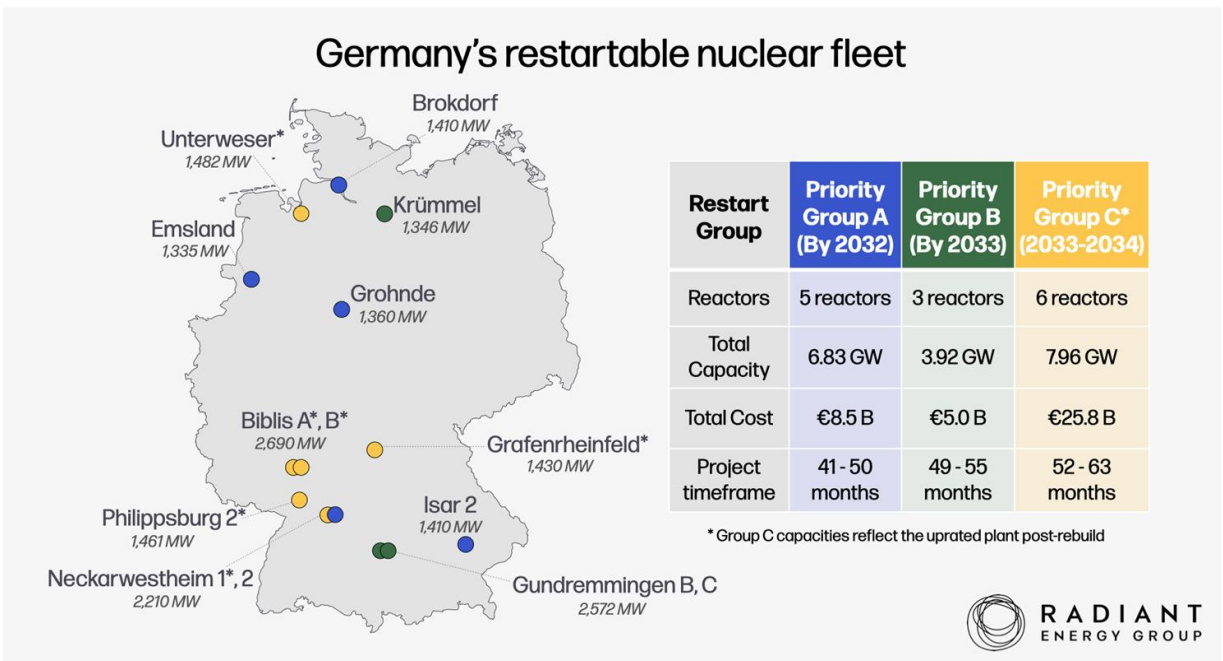 Germany's restartable nuclear fleet
Brokdorf
1,410 MW
Unterweser*
1,482 MW
Krümmel
1,346 MW
Emsland
1,335 MW
Grohnde
1,360 MW
Biblis A*, B*
2,690 MW
Grafenrheinfeld*
1,430 MW
Philippsburg 2*
1,461 MW
Isar 2
1,410 MW
Neckarwestheim 1*, 2
2,210 MW
Gundremmingen B, C
2,572 MW
Restart
Group
Priority
Group A
(By 2032)
Priority
Group B
(By 2033)
Priority
Group C*
(2033-2034)
Reactors
5 reactors
3 reactors
6 reactors
Total
Capacity
6.83 GW
3.92 GW
7.96 GW
Total Cost
€8.5 B
€5.0 B
€25.8 B
Project
timeframe
41 - 50
months
49 - 55
months
52 - 63
months
* Group C capacities reflect the uprated plant post-rebuild
RADIANT
ENERGY GROUP